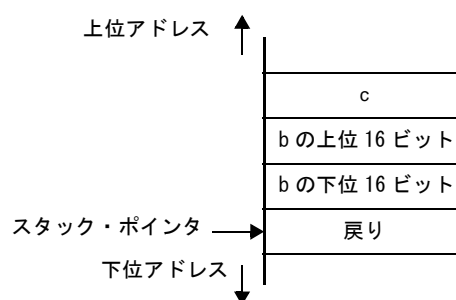 上位アドレス
c
b の上位 16 ビット
b の下位 16 ビット
スタック・ポインタ
戻り
下位アドレス